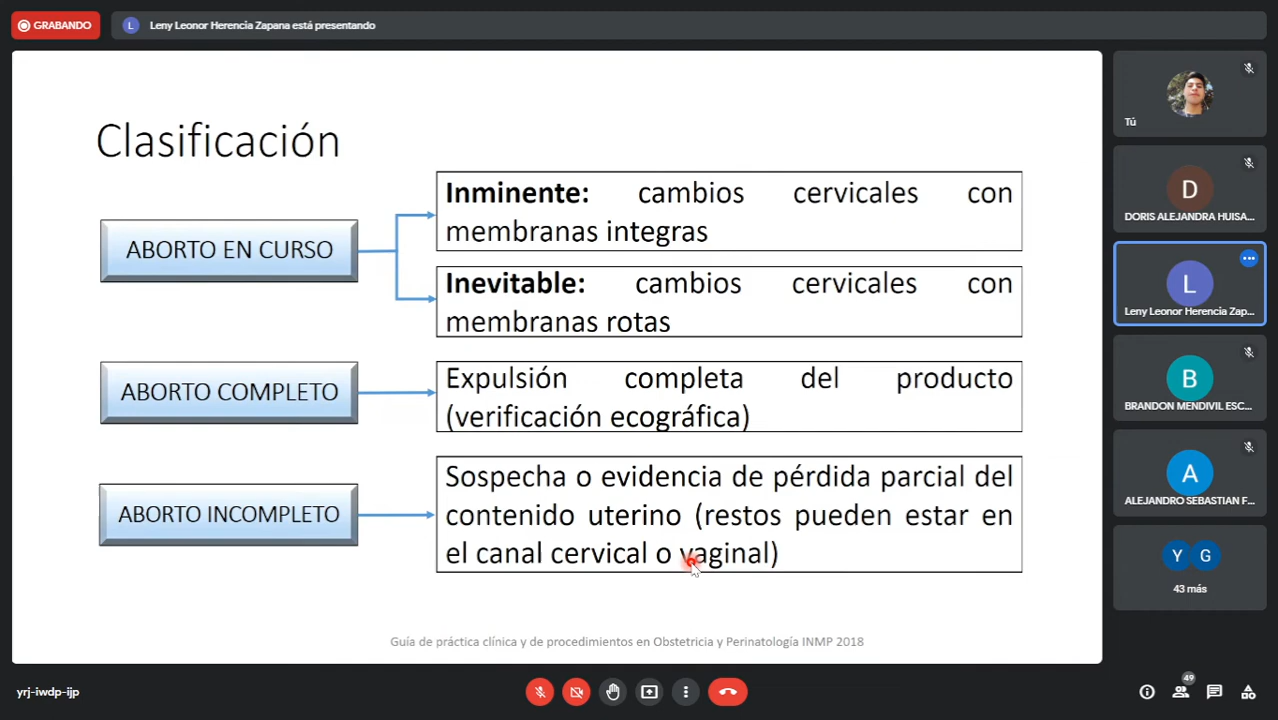 GRABANDO
L
Leny Leonor Herencia Zapana está presentando
Clasificación
ABORTO EN CURSO
Inminente: cambios cervicales con
membranas integras
Inevitable: cambios cervicales con
membranas rotas
ABORTO COMPLETO
Expulsión completa del producto
(verificación ecográfica)
ABORTO INCOMPLETO
Sospecha o evidencia de pérdida parcial del
contenido uterino (restos pueden estar en
el canal cervical o vaginal)
Guía de práctica clínica y de procedimientos en Obstetricia y Perinatología INMP 2018
Tú
D
DORIS ALEJANDRA HUISA...
L
Leny Leonor Herencia Zap...
B
BRANDON MENDIVIL ESC...
A
ALEJANDRO SEBASTIAN F...
Y G
43 más
yrj-iwdp-ijp
49